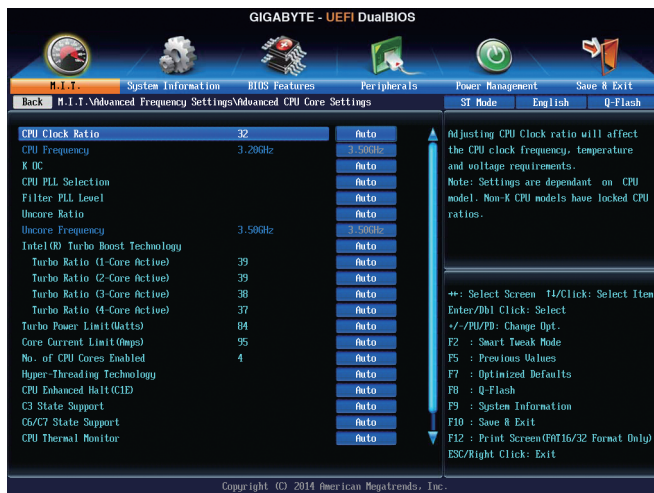 GIGABYTE - UEFI DualBIOS
M.I.T. System Information BIOS Features Peripherals Power Management Save & Exit
Back M.I.T.\Advanced Frequency Settings\Advanced CPU Core Settings ST Mode English Q-Flash
CPU Clock Ratio 32 Auto
CPU Frequency 3.20GHz 3.50GHz
K OC Auto
CPU PLL Selection Auto
Filter PLL Level Auto
Uncore Ratio Auto
Uncore Frequency 3.50GHz 3.50GHz
Intel(R) Turbo Boost Technology Auto
Turbo Ratio (1-Core Active) 39 Auto
Turbo Ratio (2-Core Active) 39 Auto
Turbo Ratio (3-Core Active) 38 Auto
Turbo Ratio (4-Core Active) 37 Auto
Turbo Power Limit(Watts) 84 Auto
Core Current Limit(Amps) 95 Auto
No. of CPU Cores Enabled 4 Auto
Hyper-Threading Technology Auto
CPU Enhanced Halt(C1E) Auto
C3 State Support Auto
C6/C7 State Support Auto
CPU Thermal Monitor Auto
Adjusting CPU Clock ratio will affect
the CPU clock frequency, temperature
and voltage requirements.
Note: Settings are dependant on CPU
model. Non-K CPU models have locked CPU
ratios.
↔: Select Screen ↑↓/Click: Select Item
Enter/Dbl Click: Select
+/-/PU/PD: Change Opt.
F2 : Smart Tweak Mode
F5 : Previous Values
F7 : Optimized Defaults
F8 : Q-Flash
F9 : System Information
F10 : Save & Exit
F12 : Print Screen(FAT16/32 Format Only)
ESC/Right Click: Exit
Copyright (C) 2014 American Megatrends, Inc.